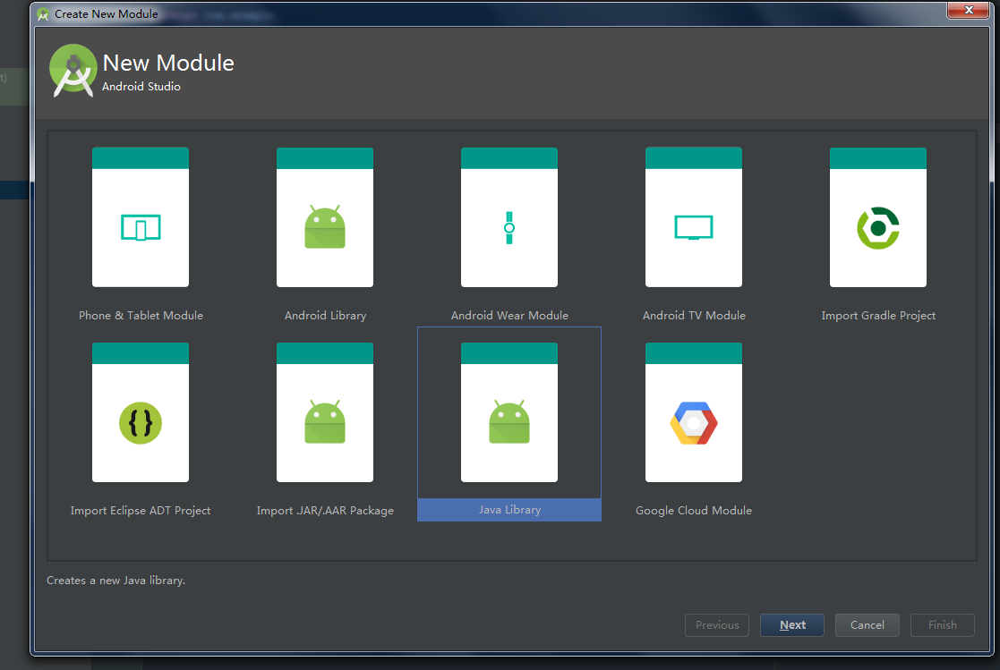 Create New Module
t)
New Module
Android Studio
Phone & Tablet Module
Android Library
Android Wear Module
Android TV Module
Import Gradle Project
Import Eclipse ADT Project
Import .JAR/.AAR Package
Java Library
Google Cloud Module
Creates a new Java library.
Previous
Next
Cancel
Finish